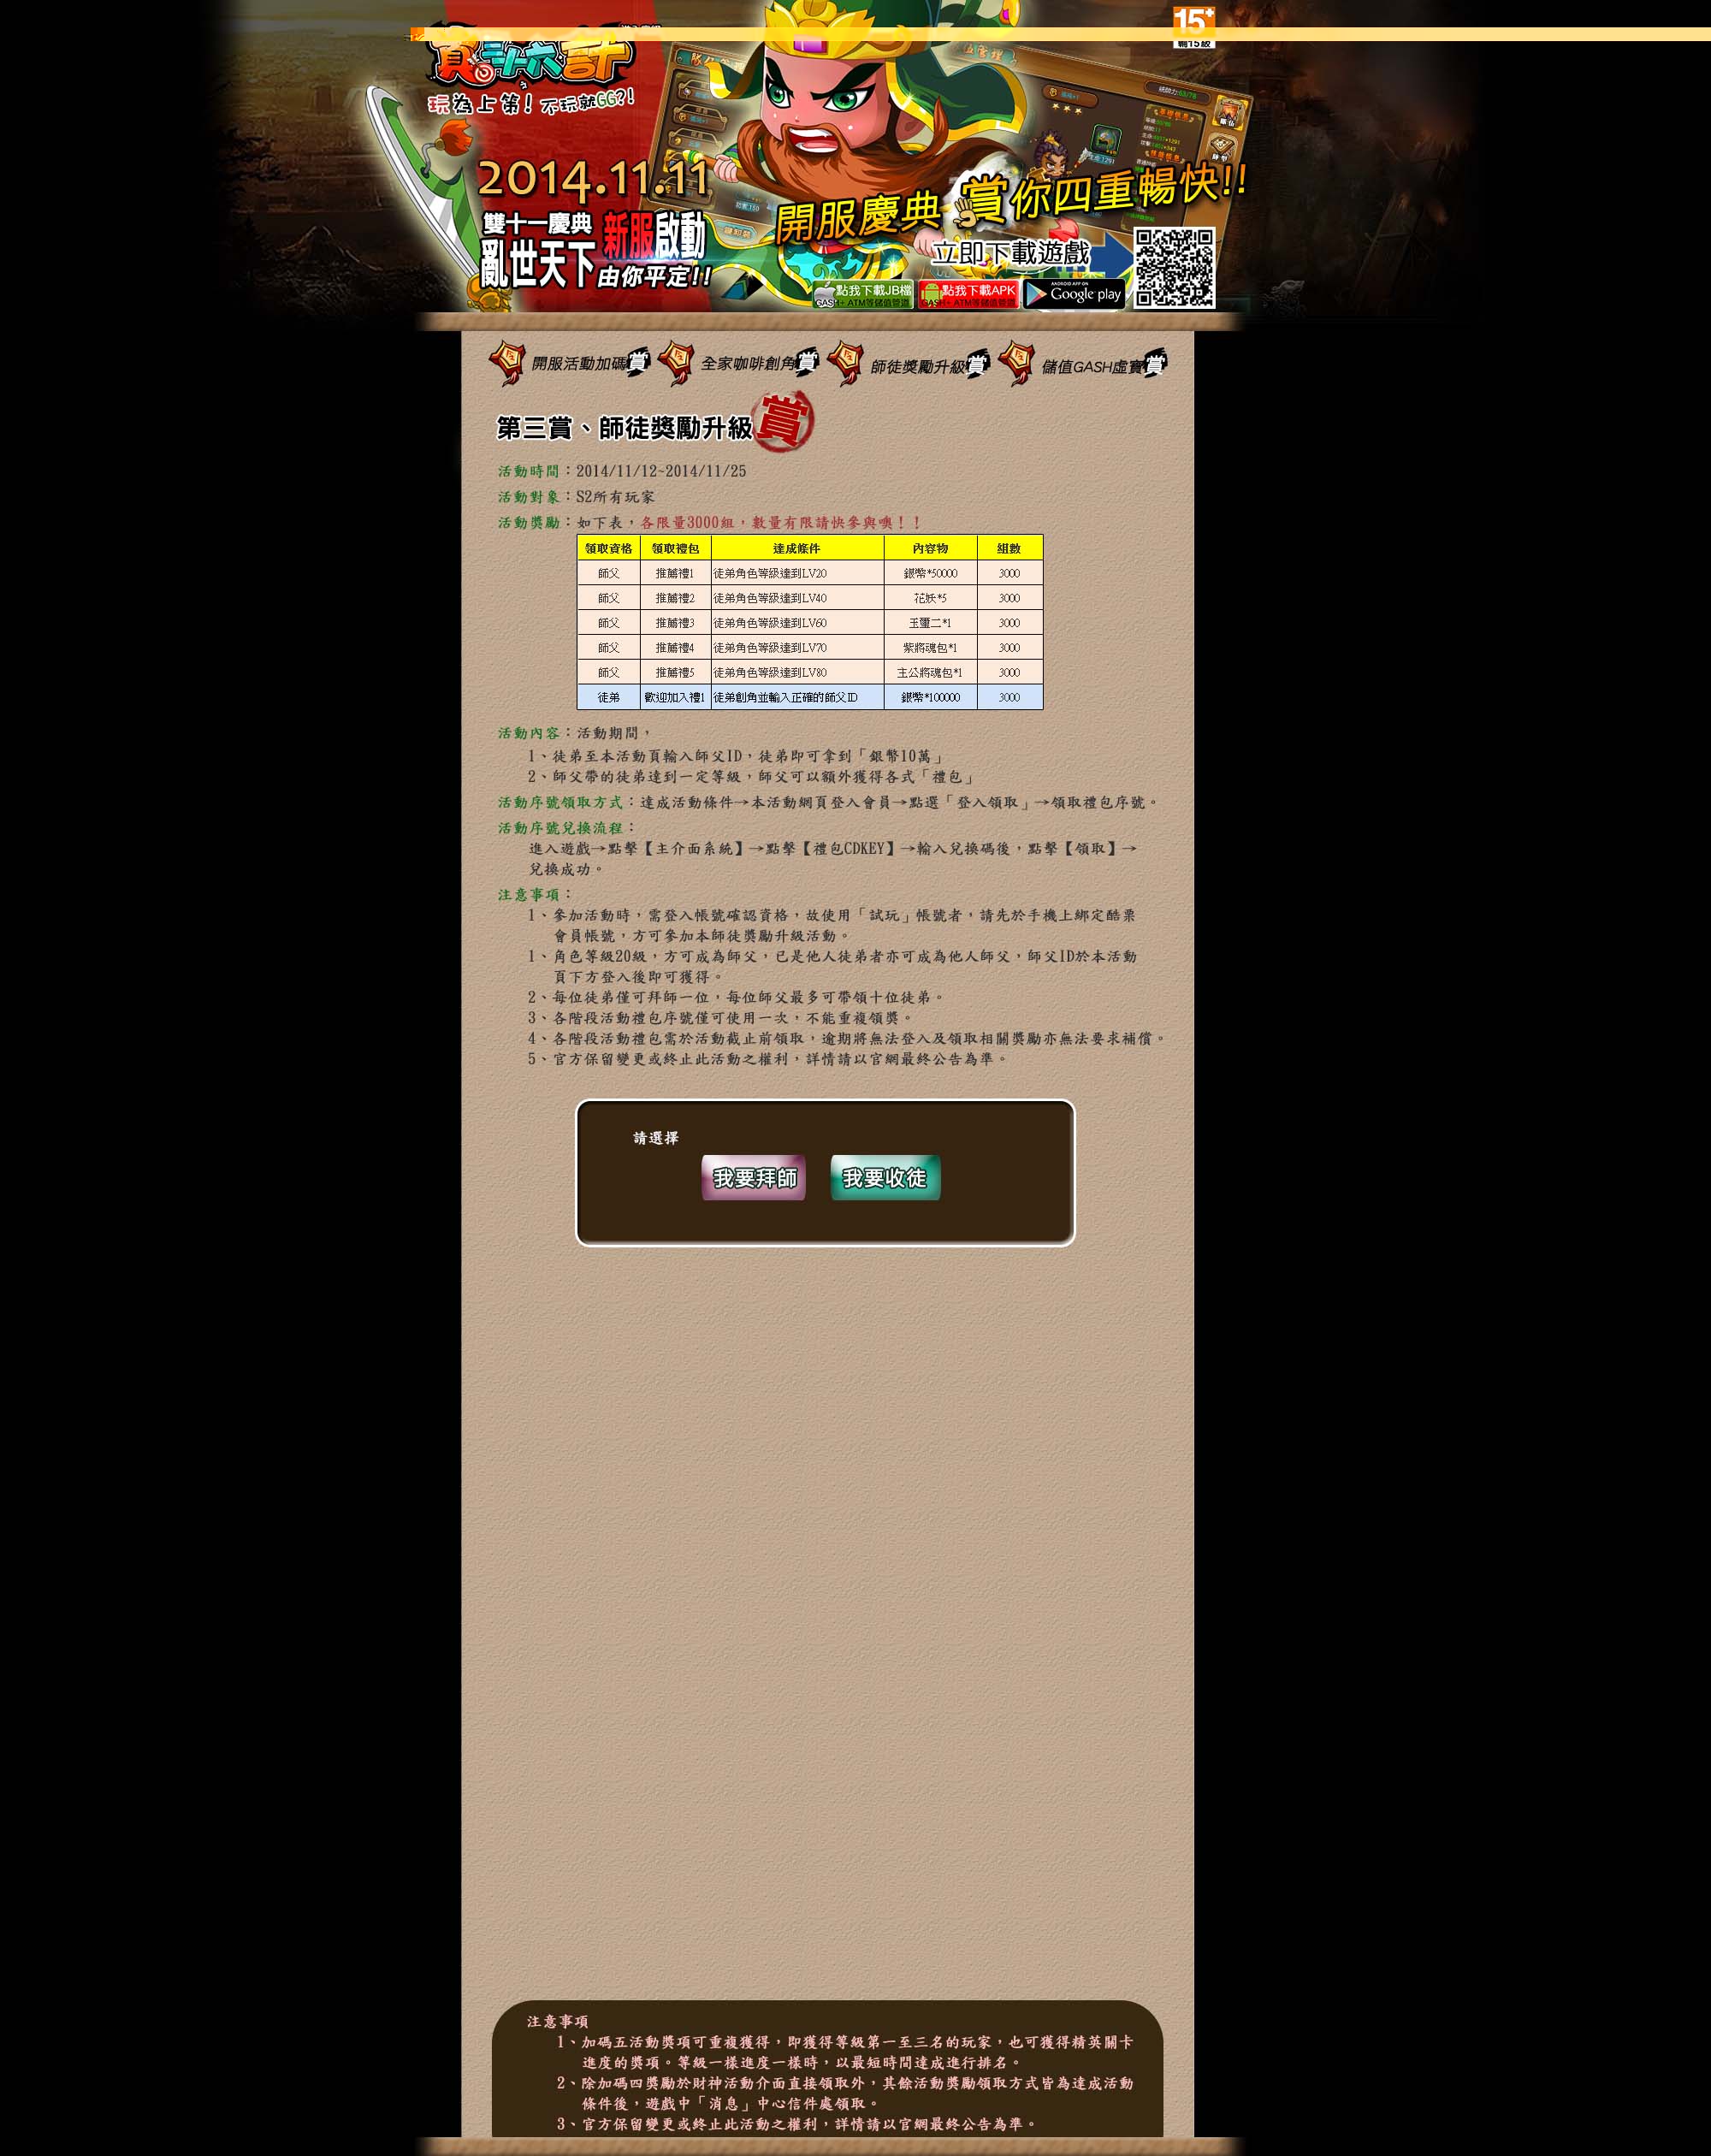 15+
輔15級
真三十六計
玩為上策!不玩就GG?!
2014.11.11
雙十一慶典 新服啟動
亂世天下 由你平定!!
開服慶典 賞你四重暢快!!
立即下載遊戲
點我下載JB檔
GASH+ ATM等儲值管道
點我下載APK
GASH+ ATM等儲值管道
ANDROID APP ON
Google play
開服活動加碼賞 全家咖啡創角賞 師徒獎勵升級賞 儲值GASH虛寶賞
第三賞、師徒獎勵升級賞
活動時間：2014/11/12~2014/11/25
活動對象：S2所有玩家
活動獎勵：如下表，各限量3000組，數量有限請快參與噢！！
領取資格 領取禮包 達成條件 內容物 組數
師父 推薦禮1 徒弟角色等級達到LV20 銀幣*50000 3000
師父 推薦禮2 徒弟角色等級達到LV40 花妖*5 3000
師父 推薦禮3 徒弟角色等級達到LV60 玉璽二*1 3000
師父 推薦禮4 徒弟角色等級達到LV70 紫將魂包*1 3000
師父 推薦禮5 徒弟角色等級達到LV80 主公將魂包*1 3000
徒弟 歡迎加入禮1 徒弟創角並輸入正確的師父ID 銀幣*100000 3000
活動內容：活動期間，
1、徒弟至本活動頁輸入師父ID，徒弟即可拿到「銀幣10萬」
2、師父帶的徒弟達到一定等級，師父可以額外獲得各式「禮包」
活動序號領取方式：達成活動條件→本活動網頁登入會員→點選「登入領取」→領取禮包序號。
活動序號兌換流程：
進入遊戲→點擊【主介面系統】→點擊【禮包CDKEY】→輸入兌換碼後，點擊【領取】→
兌換成功。
注意事項：
1、參加活動時，需登入帳號確認資格，故使用「試玩」帳號者，請先於手機上綁定酷栗
會員帳號，方可參加本師徒獎勵升級活動。
1、角色等級20級，方可成為師父，已是他人徒弟者亦可成為他人師父，師父ID於本活動
頁下方登入後即可獲得。
2、每位徒弟僅可拜師一位，每位師父最多可帶領十位徒弟。
3、各階段活動禮包序號僅可使用一次，不能重複領獎。
4、各階段活動禮包需於活動截止前領取，逾期將無法登入及領取相關獎勵亦無法要求補償。
5、官方保留變更或終止此活動之權利，詳情請以官網最終公告為準。
請選擇
我要拜師 我要收徒
注意事項
1、加碼五活動獎項可重複獲得，即獲得等級第一至三名的玩家，也可獲得精英關卡
進度的獎項。等級一樣進度一樣時，以最短時間達成進行排名。
2、除加碼四獎勵於財神活動介面直接領取外，其餘活動獎勵領取方式皆為達成活動
條件後，遊戲中「消息」中心信件處領取。
3、官方保留變更或終止此活動之權利，詳情請以官網最終公告為準。